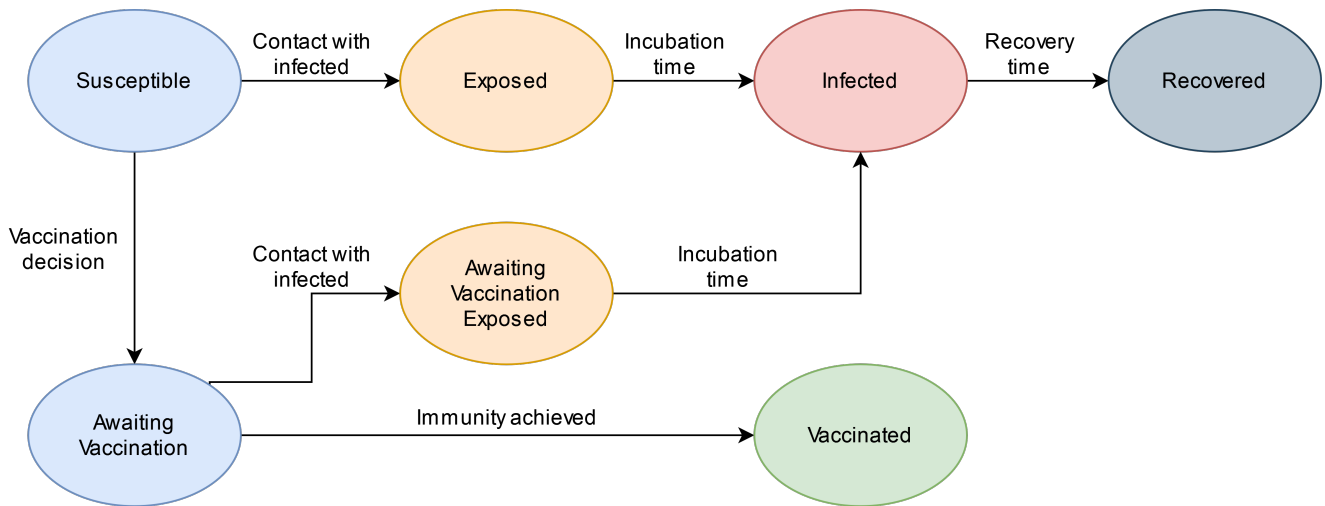 Susceptible
Contact with
infected
Exposed
Incubation
time
Infected
Recovery
time
Recovered
Vaccination
decision
Contact with
infected
Awaiting
Vaccination
Exposed
Incubation
time
Awaiting
Vaccination
Immunity achieved
Vaccinated